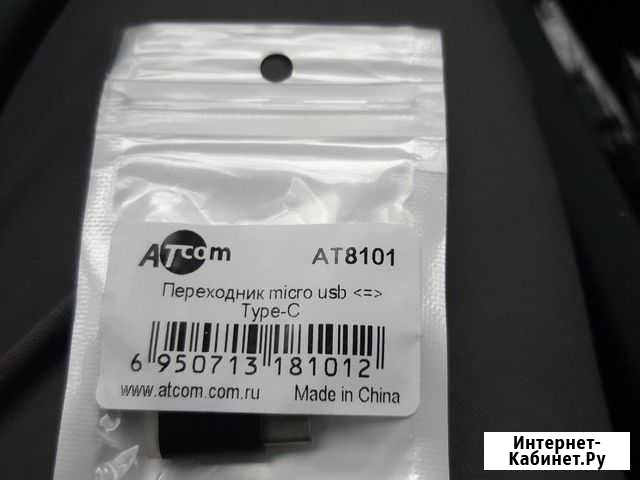 ATcom
AT8101
Переходник micro usb <=>
Type-C
6 950713 181012
www.atcom.com.ru
Made in China
Интернет-
Кабинет.Ру